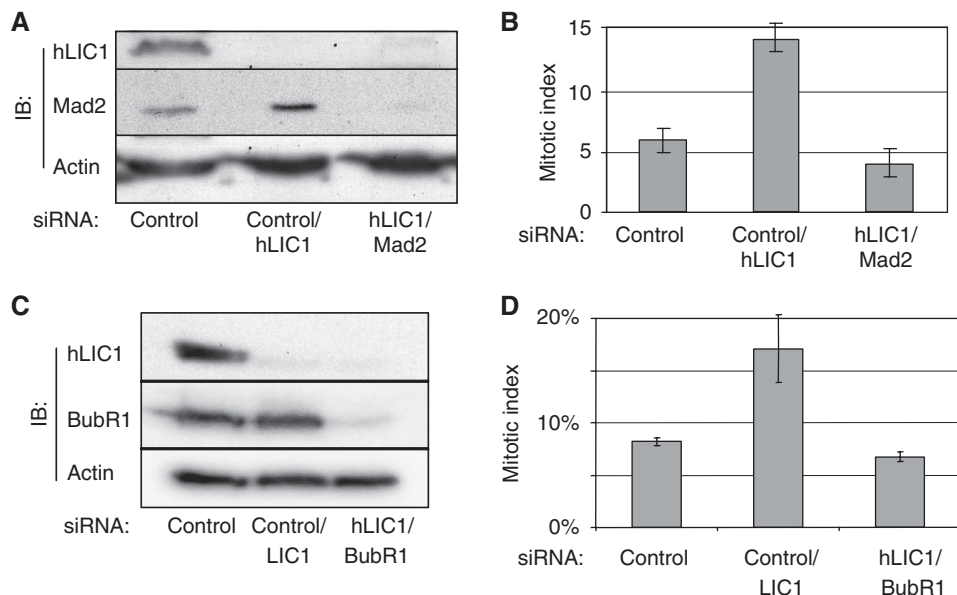 A
IB:
hLIC1
Mad2
Actin
siRNA: Control Control/ hLIC1/
hLIC1 Mad2
B
Mitotic index
15
10
5
0
siRNA: Control Control/ hLIC1/
hLIC1 Mad2
C
IB:
hLIC1
BubR1
Actin
siRNA: Control Control/ hLIC1/
LIC1 BubR1
D
Mitotic index
20%
10%
0%
siRNA: Control Control/ hLIC1/
LIC1 BubR1